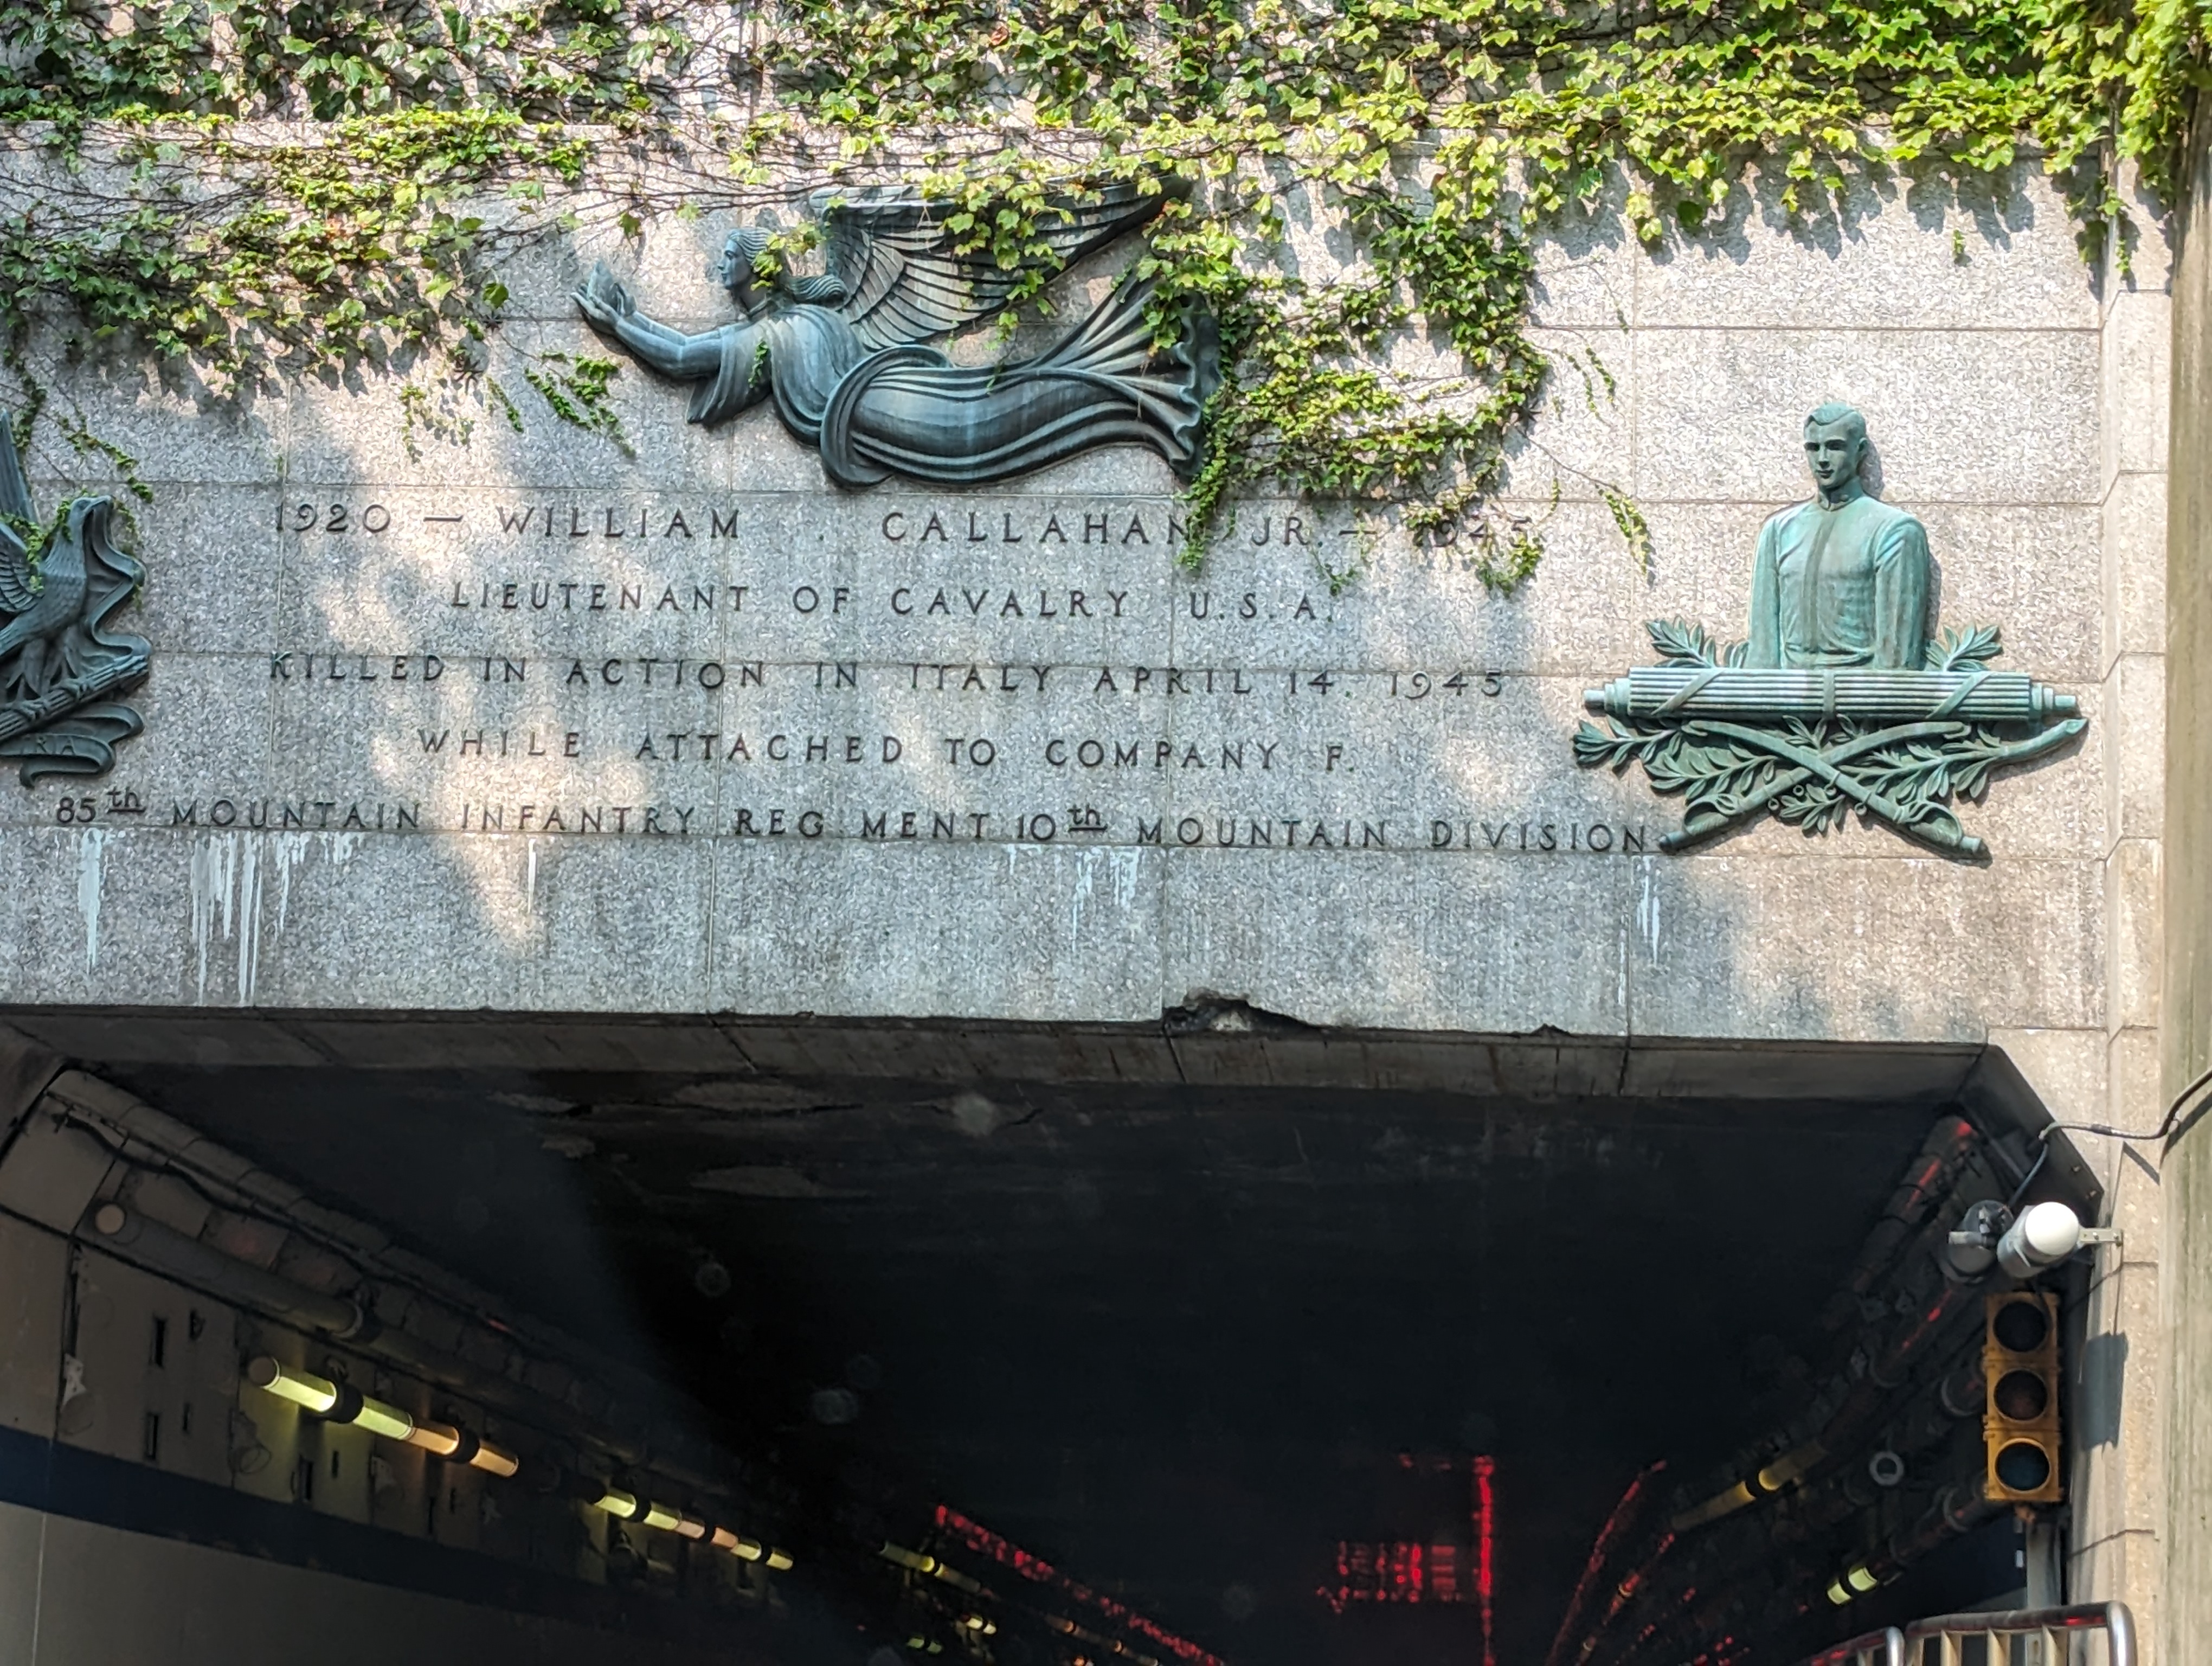 1920 — WILLIAM . CALLAHAN JR. — 1945
LIEUTENANT OF CAVALRY U.S.A.
KILLED IN ACTION IN ITALY APRIL 14, 1945
WHILE ATTACHED TO COMPANY F.
85th MOUNTAIN INFANTRY REG MENT 10th MOUNTAIN DIVISION